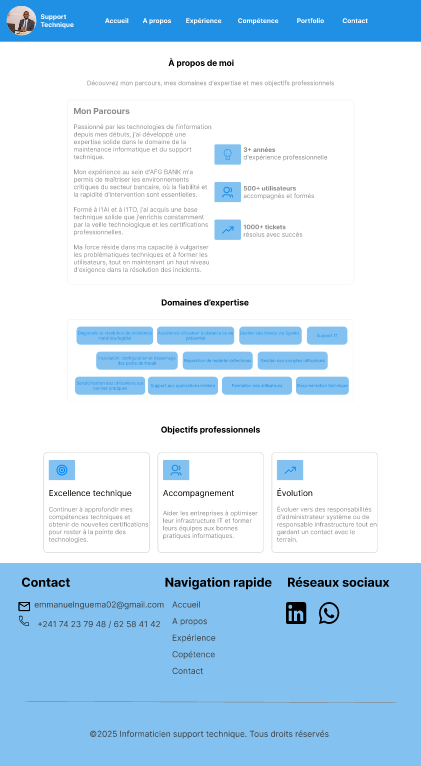 Support
Technique
Accueil
A propos
Expérience
Compétence
Portfolio
Contact
À propos de moi
Découvrez mon parcours, mes domaines d'expertise et mes objectifs professionnels
Mon Parcours
Passionné par les technologies de l'information
depuis mes débuts, j'ai développé une
expertise solide dans le domaine de la
maintenance informatique et du support
technique.
Mon expérience au sein d'AFG BANK m'a
permis de maîtriser les environnements
critiques du secteur bancaire, où la fiabilité et
la rapidité d'intervention sont essentielles.
Formé à l'IAI et à l'ITO, j'ai acquis une base
technique solide que j'enrichis constamment
par la veille technologique et les certifications
professionnelles.
Ma force réside dans ma capacité à vulgariser
les problématiques techniques et à former les
utilisateurs, tout en maintenant un haut niveau
d'exigence dans la résolution des incidents.
3+ années
d'expérience professionnelle
500+ utilisateurs
accompagnés et formés
1000+ tickets
résolus avec succès
Domaines d'expertise
Support IT
Gestion des comptes utilisateurs
Formation des utilisateurs
Documentation technique
Objectifs professionnels
Excellence technique
Continuer à approfondir mes
compétences techniques et
obtenir de nouvelles certifications
pour rester à la pointe des
technologies.
Accompagnement
Aider les entreprises à optimiser
leur infrastructure IT et former
leurs équipes aux bonnes
pratiques informatiques.
Évolution
Évoluer vers des responsabilités
d'administrateur système ou de
responsable infrastructure tout en
gardant un contact avec le
terrain.
Contact
emmanuelnguema02@gmail.com
+241 74 23 79 48 / 62 58 41 42
Navigation rapide
Accueil
A propos
Expérience
Copétence
Contact
Réseaux sociaux
©2025 Informaticien support technique. Tous droits réservés